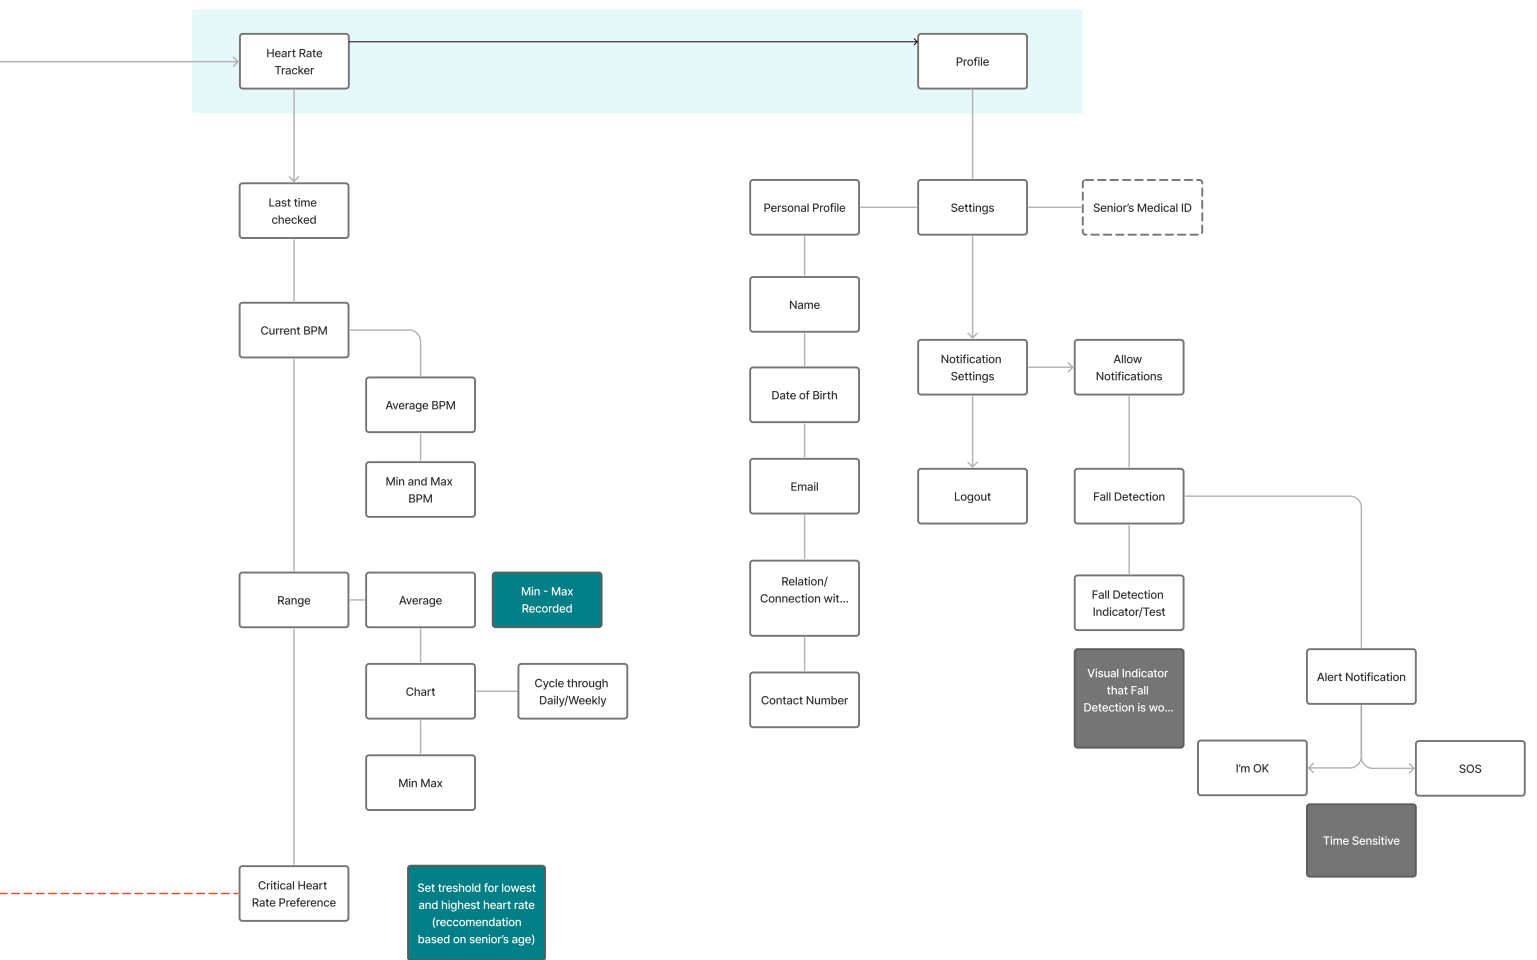 Heart Rate
Tracker
Profile
Last time
checked
Personal Profile
Settings
Senior's Medical ID
Current BPM
Name
Notification
Settings
Allow
Notifications
Average BPM
Date of Birth
Min and Max
BPM
Email
Logout
Fall Detection
Range
Average
Min - Max
Recorded
Relation/
Connection wit...
Fall Detection
Indicator/Test
Chart
Cycle through
Daily/Weekly
Contact Number
Visual Indicator
that Fall
Detection is wo...
Alert Notification
Min Max
I'm OK
SOS
Time Sensitive
Critical Heart
Rate Preference
Set treshold for lowest
and highest heart rate
(reccomendation
based on senior's age)